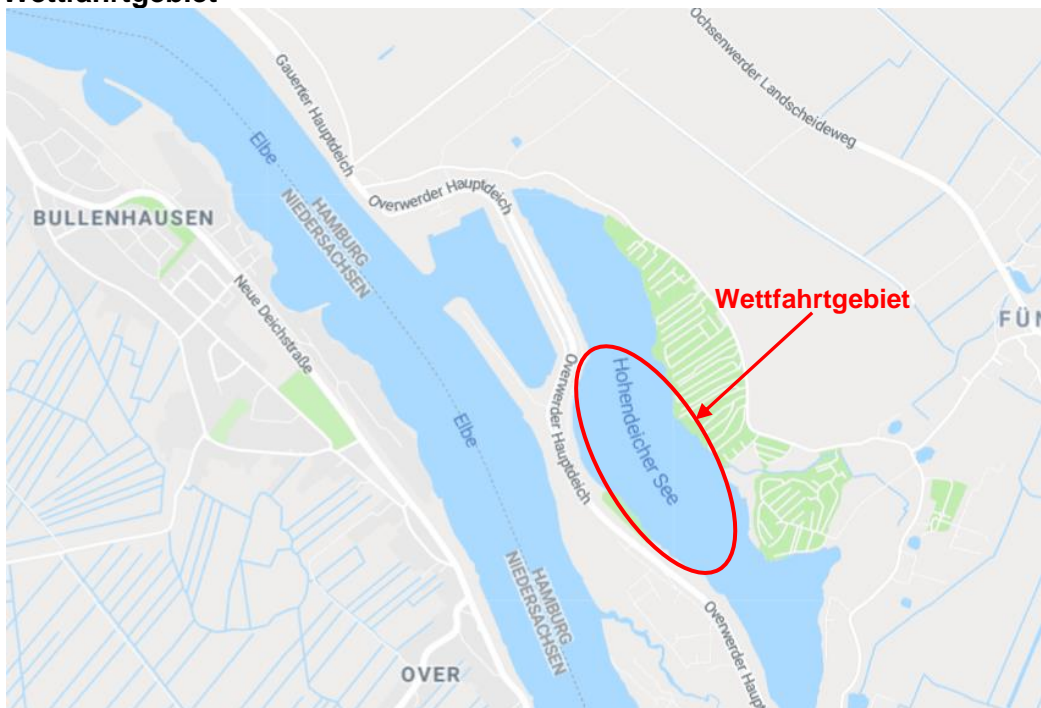 Wettfahrtgebiet
Ochsenwerder Landscheideweg
Gauerter Hauptdeich
Elbe
Overwerder Hauptdeich
HAMBURG
NIEDERSACHSEN
BULLENHAUSEN
Neue Deichstraße
Wettfahrtgebiet
FÜN
Overwerder Hauptdeich
Hohendeicher See
Elbe
HAMBURG
NIEDERSACHSEN
Overwerder Haupt
OVER